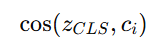 cos(z_{CLS}, c_i)